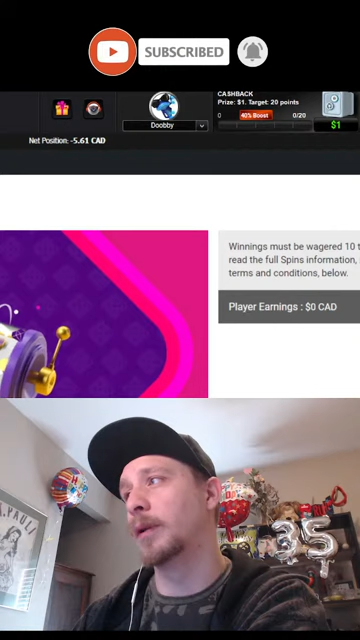 SUBSCRIBED
CASHBACK
Prize: $1. Target: 20 points
0 40% Boost 0/20
Doobby
$1
Net Position: -5.61 CAD
Winnings must be wagered 10
read the full Spins information,
terms and conditions, below.
Player Earnings : $0 CAD
PAULI
35